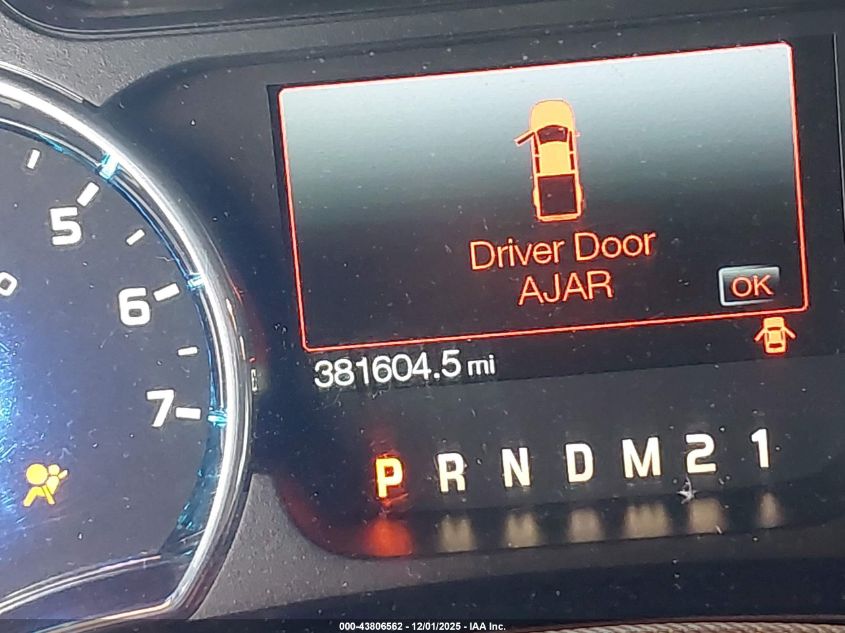 5
6
7
Driver Door
AJAR
OK
381604.5 mi
P R N D M 2 1
000-43806562 - 12/01/2025 - IAA Inc.